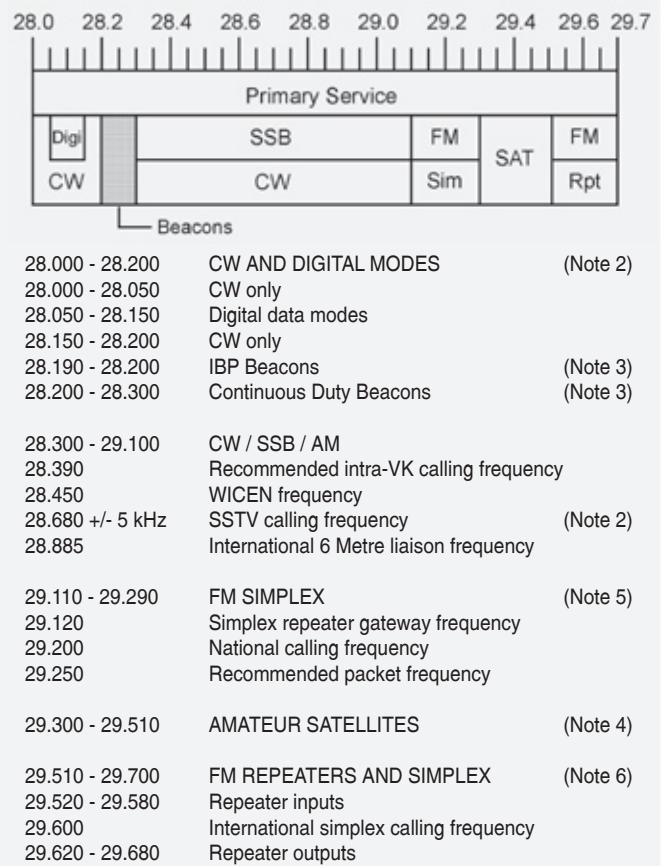 28.0 28.2 28.4 28.6 28.8 29.0 29.2 29.4 29.6 29.7
Primary Service
Digi SSB FM SAT FM
CW CW Sim Rpt
Beacons
28.000 - 28.200 CW AND DIGITAL MODES (Note 2)
28.000 - 28.050 CW only
28.050 - 28.150 Digital data modes
28.150 - 28.200 CW only
28.190 - 28.200 IBP Beacons (Note 3)
28.200 - 28.300 Continuous Duty Beacons (Note 3)
28.300 - 29.100 CW / SSB / AM
28.390 Recommended intra-VK calling frequency
28.450 WICEN frequency
28.680 +/- 5 kHz SSTV calling frequency (Note 2)
28.885 International 6 Metre liaison frequency
29.110 - 29.290 FM SIMPLEX (Note 5)
29.120 Simplex repeater gateway frequency
29.200 National calling frequency
29.250 Recommended packet frequency
29.300 - 29.510 AMATEUR SATELLITES (Note 4)
29.510 - 29.700 FM REPEATERS AND SIMPLEX (Note 6)
29.520 - 29.580 Repeater inputs
29.600 International simplex calling frequency
29.620 - 29.680 Repeater outputs